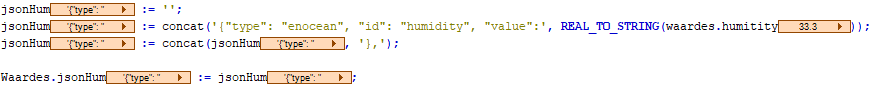 jsonHum '{"type": " := '';
jsonHum '{"type": " := concat('{"type": "enocean", "id": "humidity", "value":', REAL_TO_STRING(waardes.humitity 33.3 ));
jsonHum '{"type": " := concat(jsonHum '{"type": " , '},');
Waardes.jsonHum '{"type": " := jsonHum '{"type": " ;